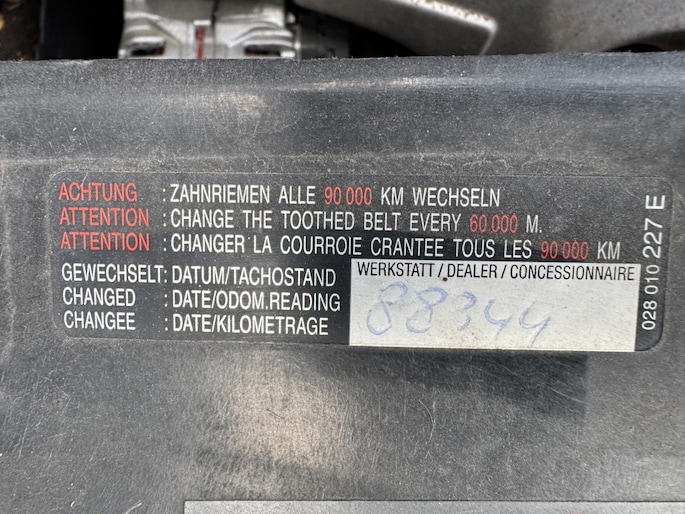 ACHTUNG : ZAHNRIEMEN ALLE 90 000 KM WECHSELN
ATTENTION : CHANGE THE TOOTHED BELT EVERY 60 000 M.
ATTENTION : CHANGER LA COURROIE CRANTEE TOUS LES 90 000 KM
GEWECHSELT: DATUM/TACHOSTAND
CHANGED : DATE/ODOM.READING
CHANGEE : DATE/KILOMETRAGE
WERKSTATT / DEALER / CONCESSIONNAIRE
88344
028 010 227 E